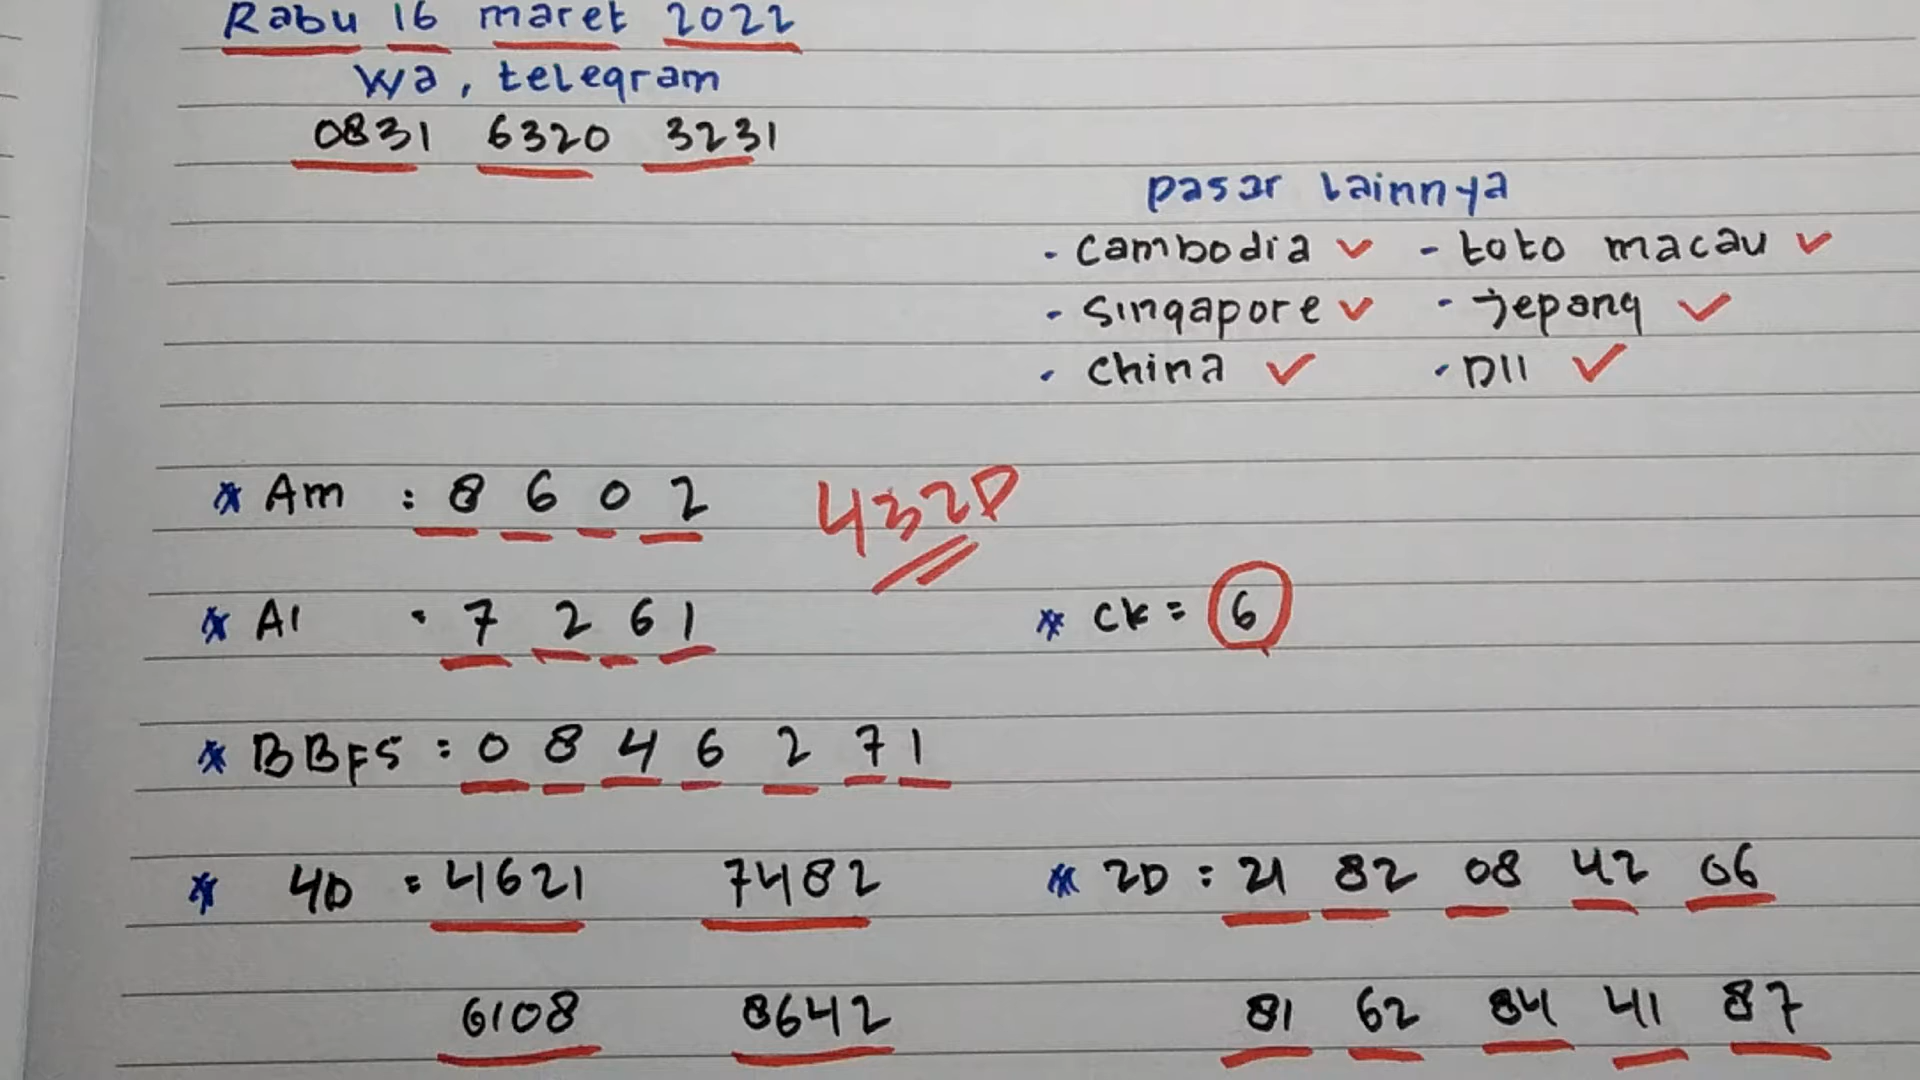 Rabu 16 maret 2022
Wa, telegram
0831 6320 3231
pasar lainnya
- Cambodia ✓ - toto macau ✓
- Singapore ✓ - Jepang ✓
- China ✓ - Dll ✓
* Am : 8 6 0 2 432D
* AI : 7 2 6 1 * CK = 6
* BBFS : 0 8 4 6 2 7 1
* 4D = 4621 7482 * 2D : 21 82 08 42 06
6108 8642 81 62 84 41 87